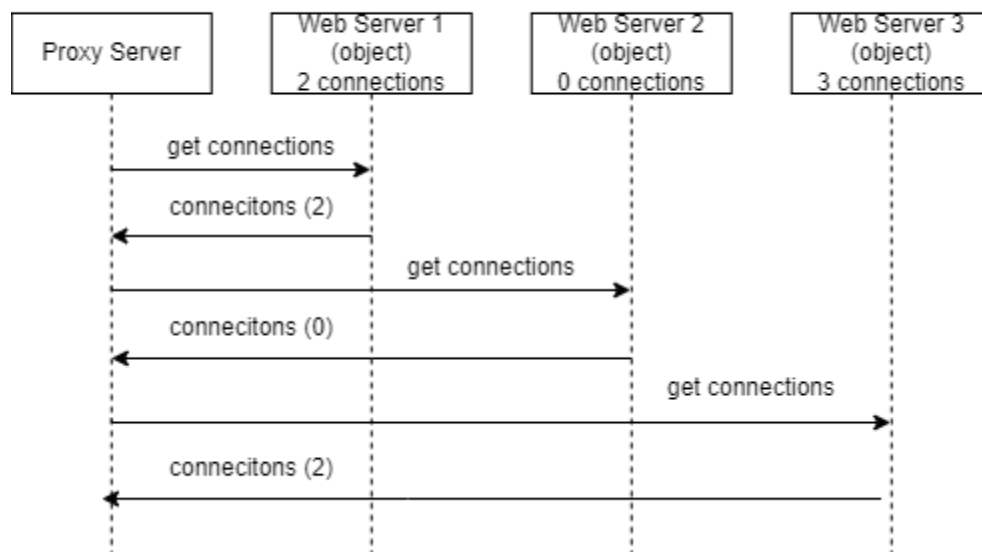 Proxy Server
Web Server 1
(object)
2 connections
Web Server 2
(object)
0 connections
Web Server 3
(object)
3 connections
get connections
connecitons (2)
get connections
connecitons (0)
get connections
connecitons (2)